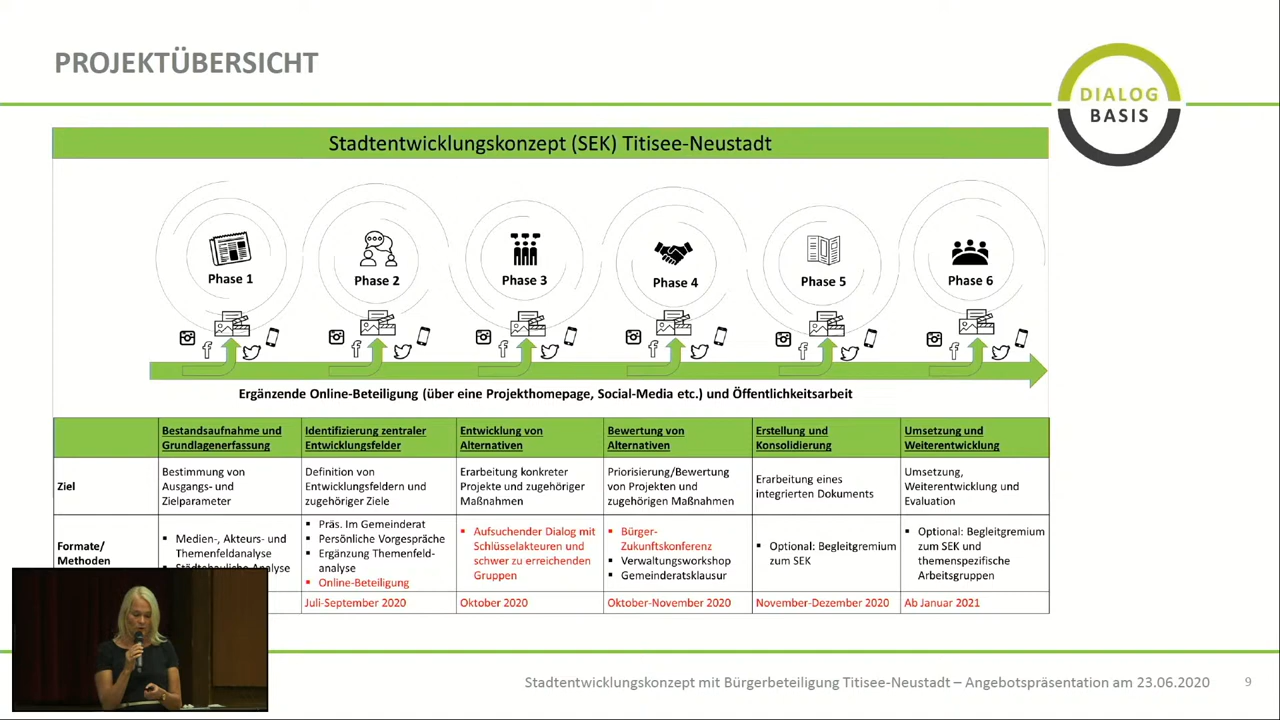 PROJEKTÜBERSICHT
DIALOG
BASIS
Stadtentwicklungskonzept (SEK) Titisee-Neustadt
Phase 1
Phase 2
Phase 3
Phase 4
Phase 5
Phase 6
Ergänzende Online-Beteiligung (über eine Projekthomepage, Social-Media etc.) und Öffentlichkeitsarbeit
Bestandsaufnahme und
Grundlagenerfassung
Identifizierung zentraler
Entwicklungsfelder
Entwicklung von
Alternativen
Bewertung von
Alternativen
Erstellung und
Konsolidierung
Umsetzung und
Weiterentwicklung
Ziel
Bestimmung von
Ausgangs- und
Zielparameter
Definition von
Entwicklungsfeldern und
zugehöriger Ziele
Erarbeitung konkreter
Projekte und zugehöriger
Maßnahmen
Priorisierung/Bewertung
von Projekten und
zugehörigen Maßnahmen
Erarbeitung eines
integrierten Dokuments
Umsetzung,
Weiterentwicklung und
Evaluation
Formate/
Methoden
▪ Medien-, Akteurs- und
Themenfeldanalyse
▪ Städtebauliche Analyse
▪ Präs. Im Gemeinderat
▪ Persönliche Vorgespräche
▪ Ergänzung Themenfeld-
analyse
▪ Online-Beteiligung
▪ Aufsuchender Dialog mit
Schlüsselakteuren und
schwer zu erreichenden
Gruppen
▪ Bürger-
Zukunftskonferenz
▪ Verwaltungsworkshop
▪ Gemeinderatsklausur
▪ Optional: Begleitgremium
zum SEK
▪ Optional: Begleitgremium
zum SEK und
themenspezifische
Arbeitsgruppen
Juli-September 2020
Oktober 2020
Oktober-November 2020
November-Dezember 2020
Ab Januar 2021
Stadtentwicklungskonzept mit Bürgerbeteiligung Titisee-Neustadt – Angebotspräsentation am 23.06.2020
9